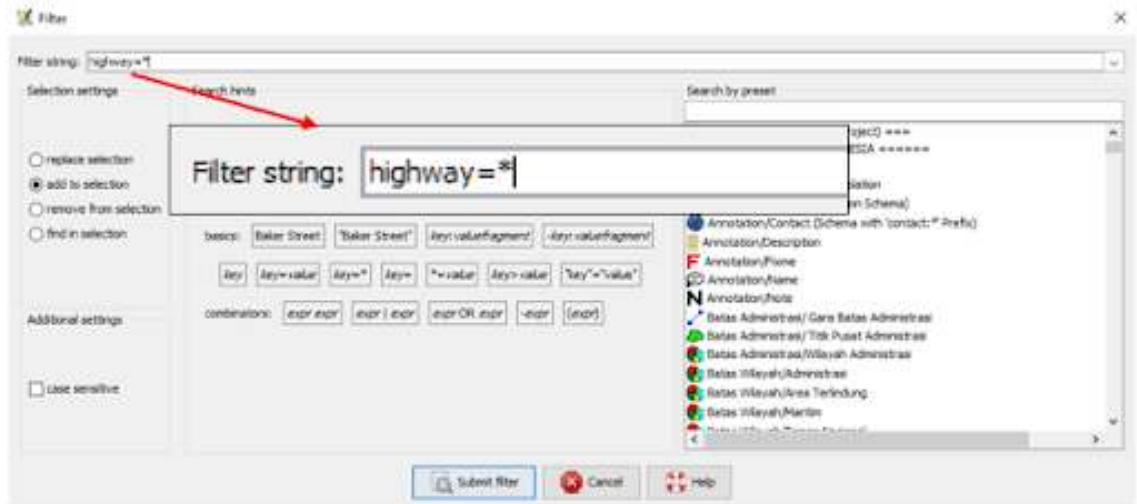 Filter
Filter string: highway=*
Selection settings
Search hints
Search by preset
Filter string: highway=*
replace selection
add to selection
remove from selection
find in selection
Annotation/Contact (Schema with 'contact:*' Prefix)
Annotation/Description
Annotation/Fixme
Annotation/Name
Annotation/Note
Batas Administrasi/ Garis Batas Administrasi
Batas Administrasi/ Titik Pusat Administrasi
Batas Administrasi/Wilayah Administrasi
Batas Wilayah/Administrasi
Batas Wilayah/Area Terlindung
Batas Wilayah/Maritim
basics: Baker Street "Baker Street" key:valuefragment -key:valuefragment
key key=value key=* key= *=value key>value "key"="value"
combinators: expr expr expr | expr expr OR expr -expr (expr)
Additional settings
case sensitive
Submit filter Cancel Help